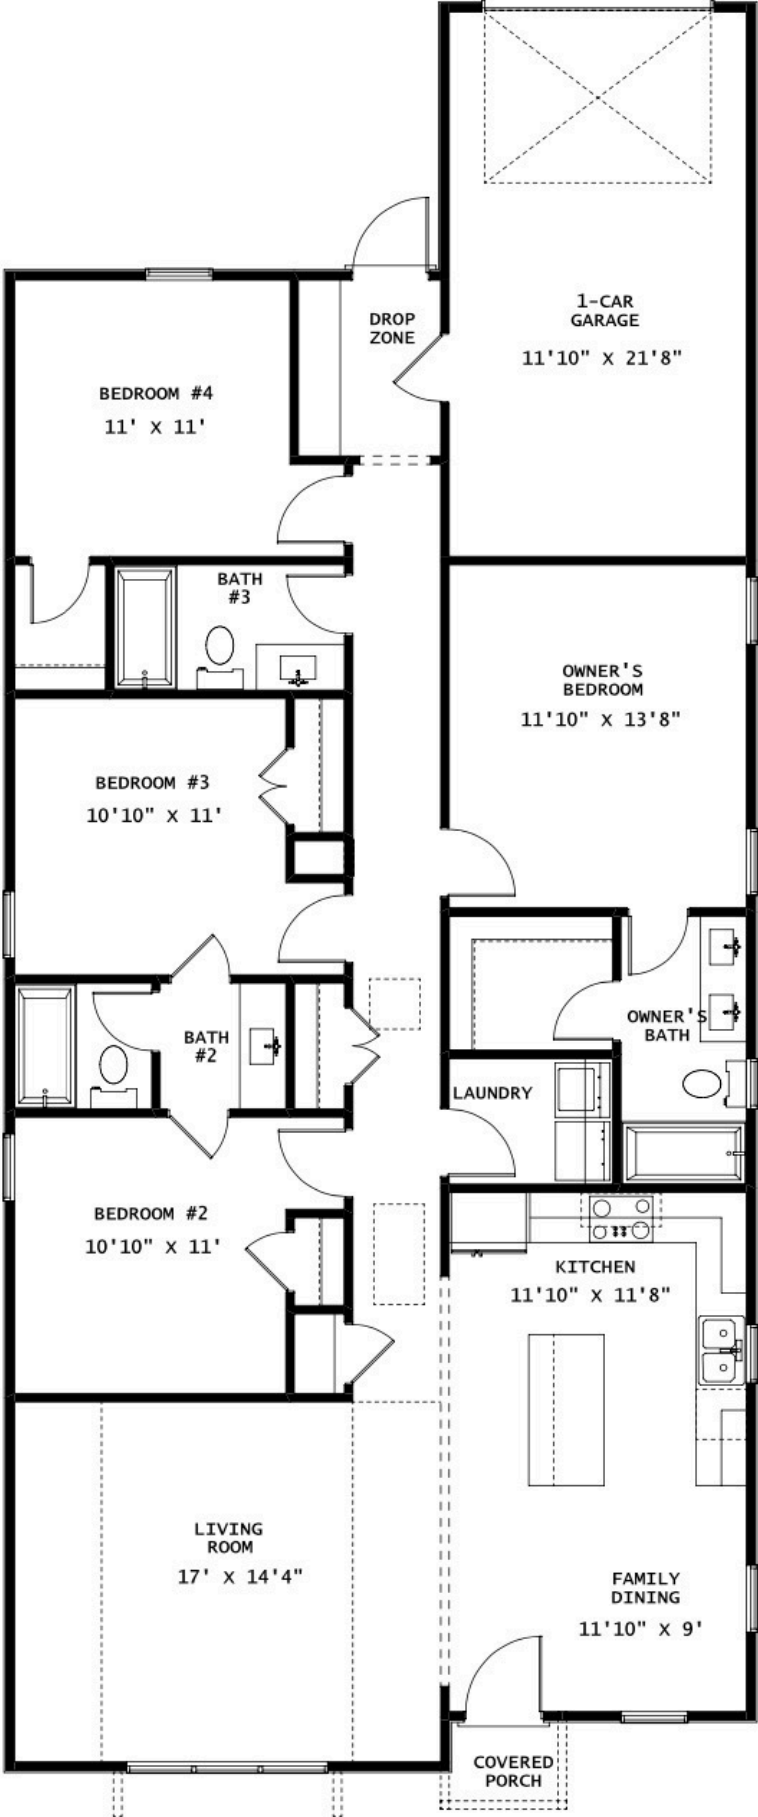 1-CAR
GARAGE
11'10" X 21'8"
DROP
ZONE
BEDROOM #4
11' X 11'
BATH
#3
OWNER'S
BEDROOM
11'10" X 13'8"
BEDROOM #3
10'10" X 11'
OWNER'S
BATH
BATH
#2
LAUNDRY
BEDROOM #2
10'10" X 11'
KITCHEN
11'10" X 11'8"
LIVING
ROOM
17' X 14'4"
FAMILY
DINING
11'10" X 9'
COVERED
PORCH